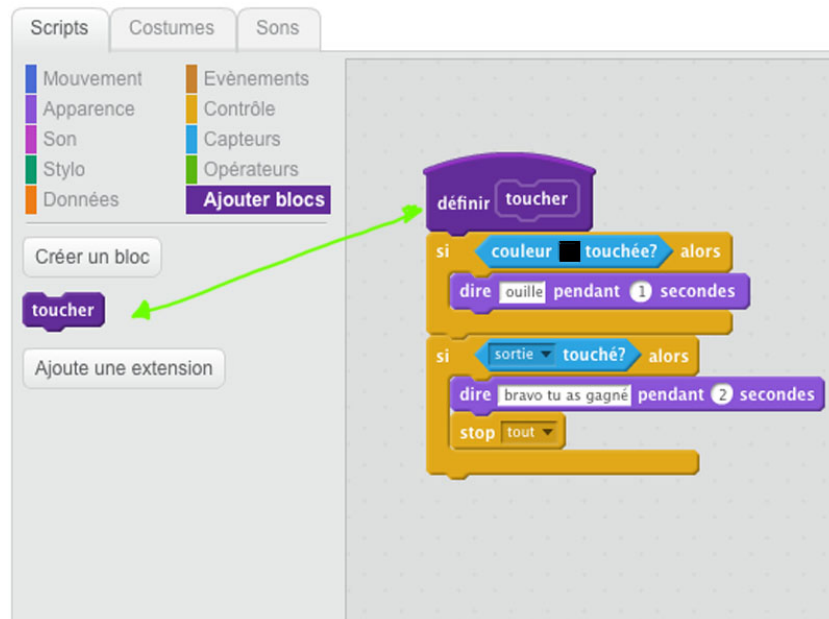 Scripts Costumes Sons
Mouvement Evènements
Apparence Contrôle
Son Capteurs
Stylo Opérateurs
Données Ajouter blocs
Créer un bloc
toucher
Ajoute une extension
définir toucher
si couleur touchée? alors
dire ouille pendant 1 secondes
si sortie touché? alors
dire bravo tu as gagné pendant 2 secondes
stop tout